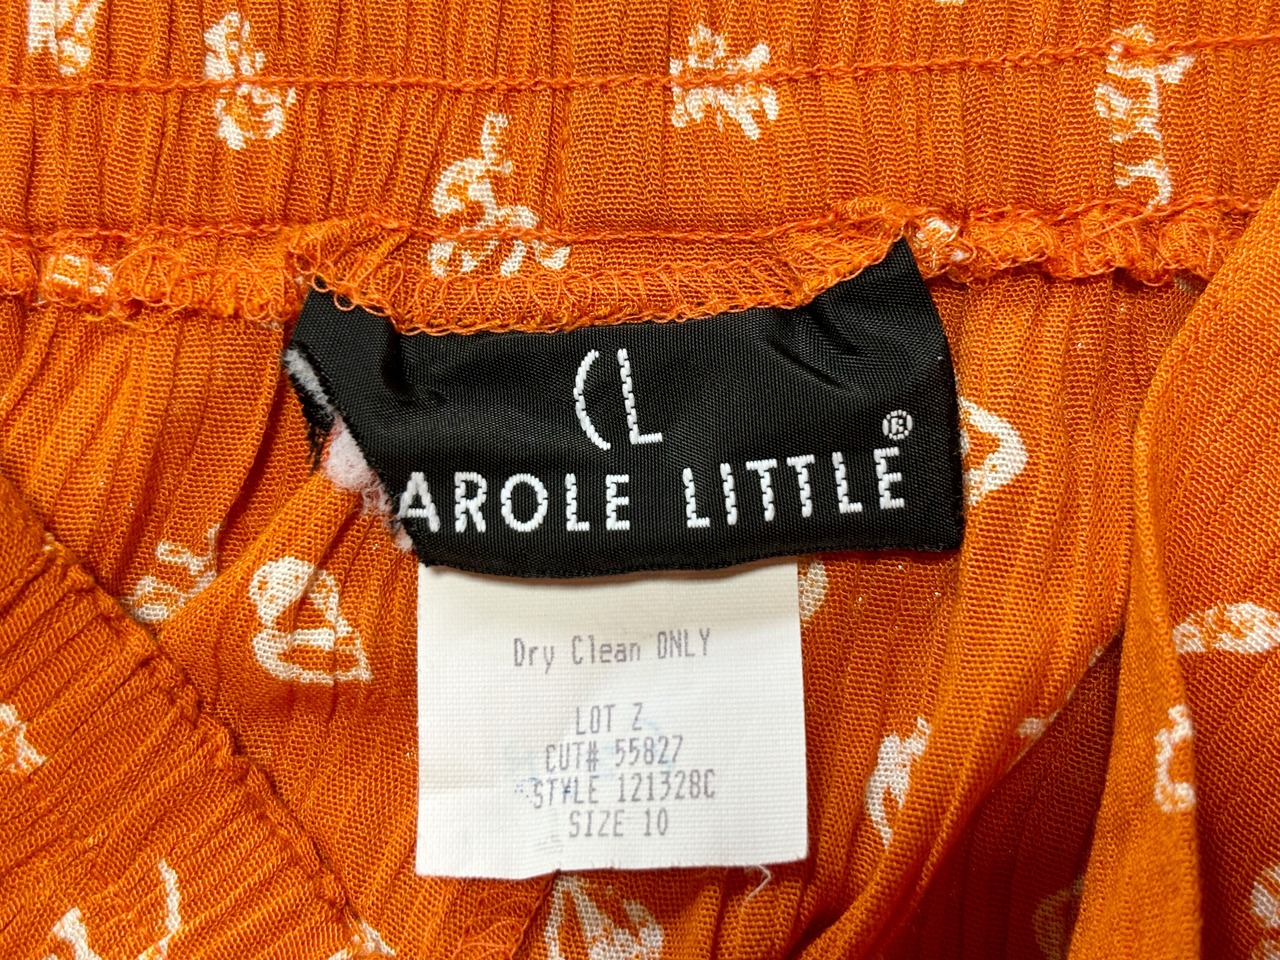 CL
®
AROLE LITTLE
Dry Clean ONLY
LOT Z
CUT# 55827
STYLE 121328C
SIZE 10